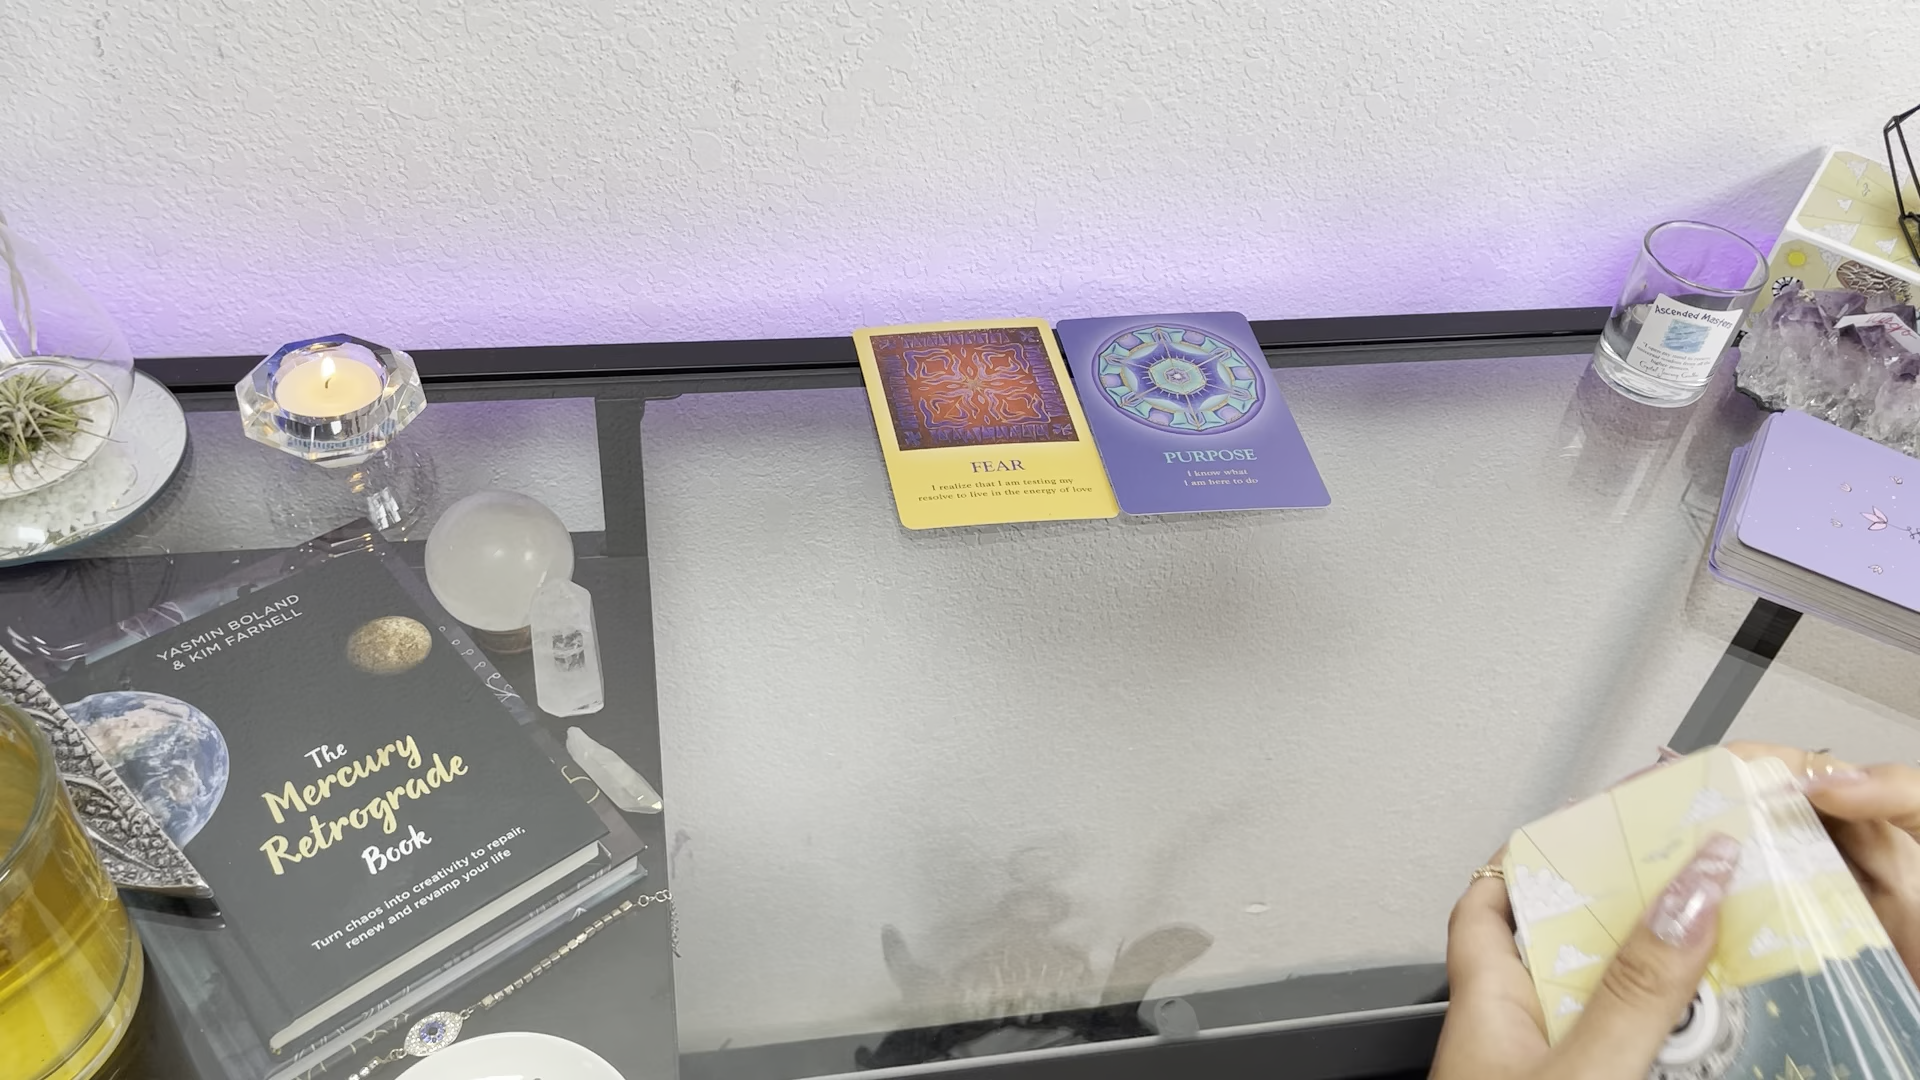 FEAR
I realize that I am testing my
resolve to live in the energy of love
PURPOSE
I know what
I am here to do
Ascended Masters
YASMIN BOLAND
& KIM FARNELL
The
Mercury
Retrograde
Book
Turn chaos into creativity to repair,
renew and revamp your life